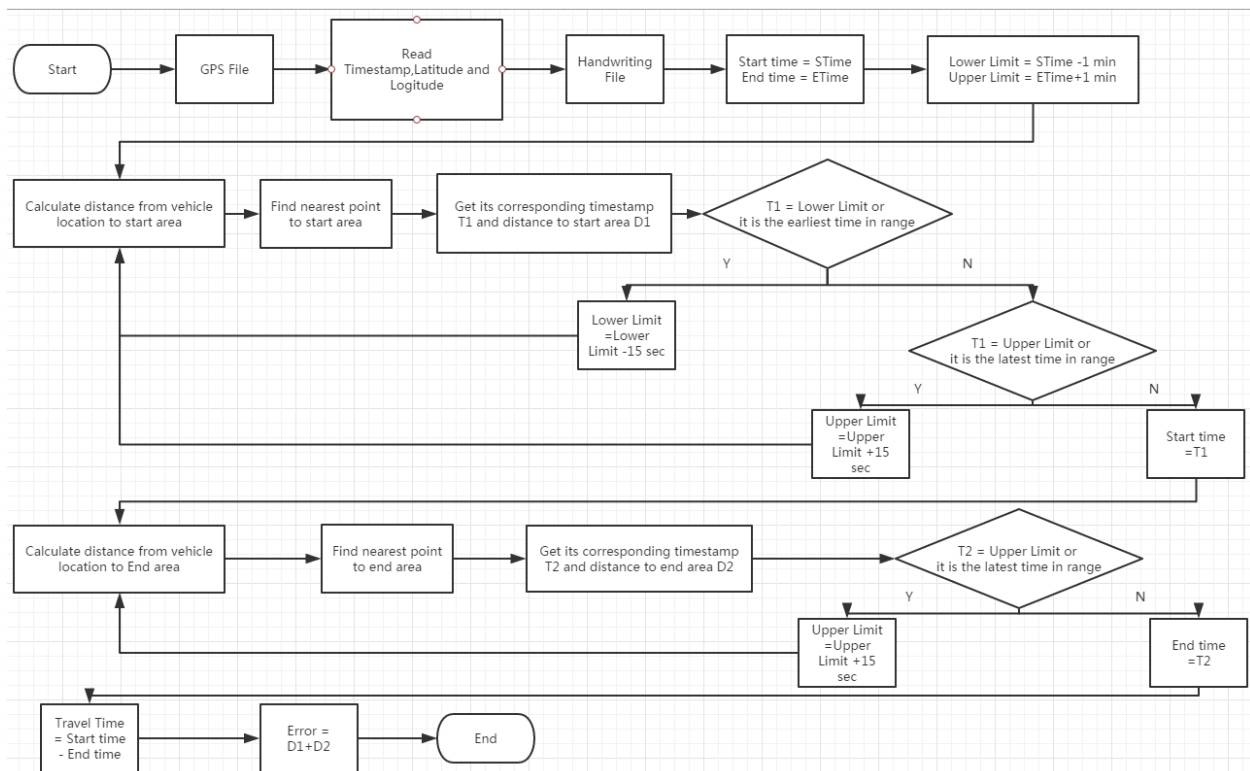 Start
GPS File
Read
Timestamp,Latitude and
Logitude
Handwriting
File
Start time = STime
End time = ETime
Lower Limit = STime -1 min
Upper Limit = ETime+1 min
Calculate distance from vehicle
location to start area
Find nearest point
to start area
Get its corresponding timestamp
T1 and distance to start area D1
T1 = Lower Limit or
it is the earliest time in range
Y
N
Lower Limit
=Lower
Limit -15 sec
T1 = Upper Limit or
it is the latest time in range
Y
N
Upper Limit
=Upper
Limit +15
sec
Start time
=T1
Calculate distance from vehicle
location to End area
Find nearest point
to end area
Get its corresponding timestamp
T2 and distance to end area D2
T2 = Upper Limit or
it is the latest time in range
Y
N
Upper Limit
=Upper
Limit +15
sec
End time
=T2
Travel Time
= Start time
- End time
Error =
D1+D2
End